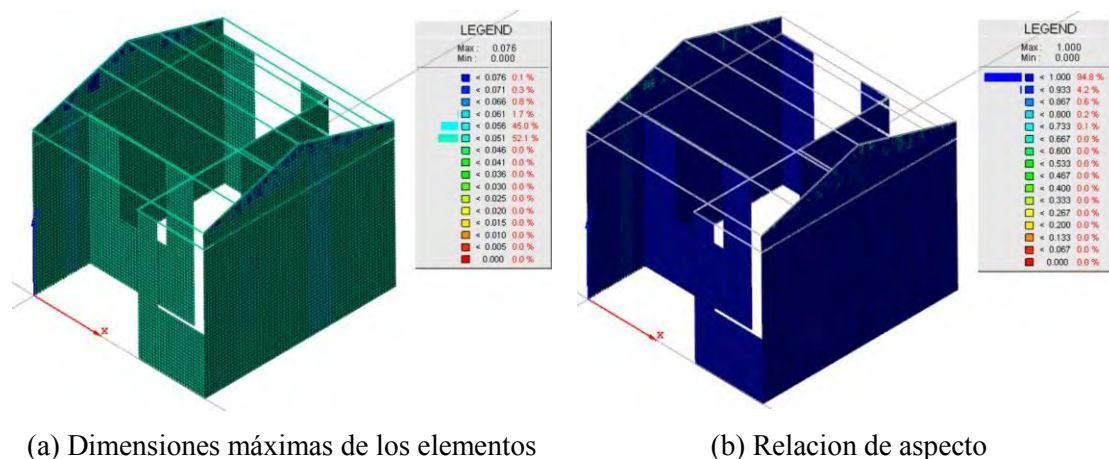 LEGEND
Max : 0.076
Min : 0.000
< 0.076 0.1 %
< 0.071 0.3 %
< 0.066 0.8 %
< 0.061 1.7 %
< 0.056 45.0 %
< 0.051 52.1 %
< 0.046 0.0 %
< 0.041 0.0 %
< 0.036 0.0 %
< 0.030 0.0 %
< 0.025 0.0 %
< 0.020 0.0 %
< 0.015 0.0 %
< 0.010 0.0 %
< 0.005 0.0 %
0.000 0.0 %
X
(a) Dimensiones máximas de los elementos
LEGEND
Max : 1.000
Min : 0.000
< 1.000 94.8 %
< 0.933 4.2 %
< 0.867 0.6 %
< 0.800 0.2 %
< 0.733 0.1 %
< 0.667 0.0 %
< 0.600 0.0 %
< 0.533 0.0 %
< 0.467 0.0 %
< 0.400 0.0 %
< 0.333 0.0 %
< 0.267 0.0 %
< 0.200 0.0 %
< 0.133 0.0 %
< 0.067 0.0 %
0.000 0.0 %
X
(b) Relacion de aspecto